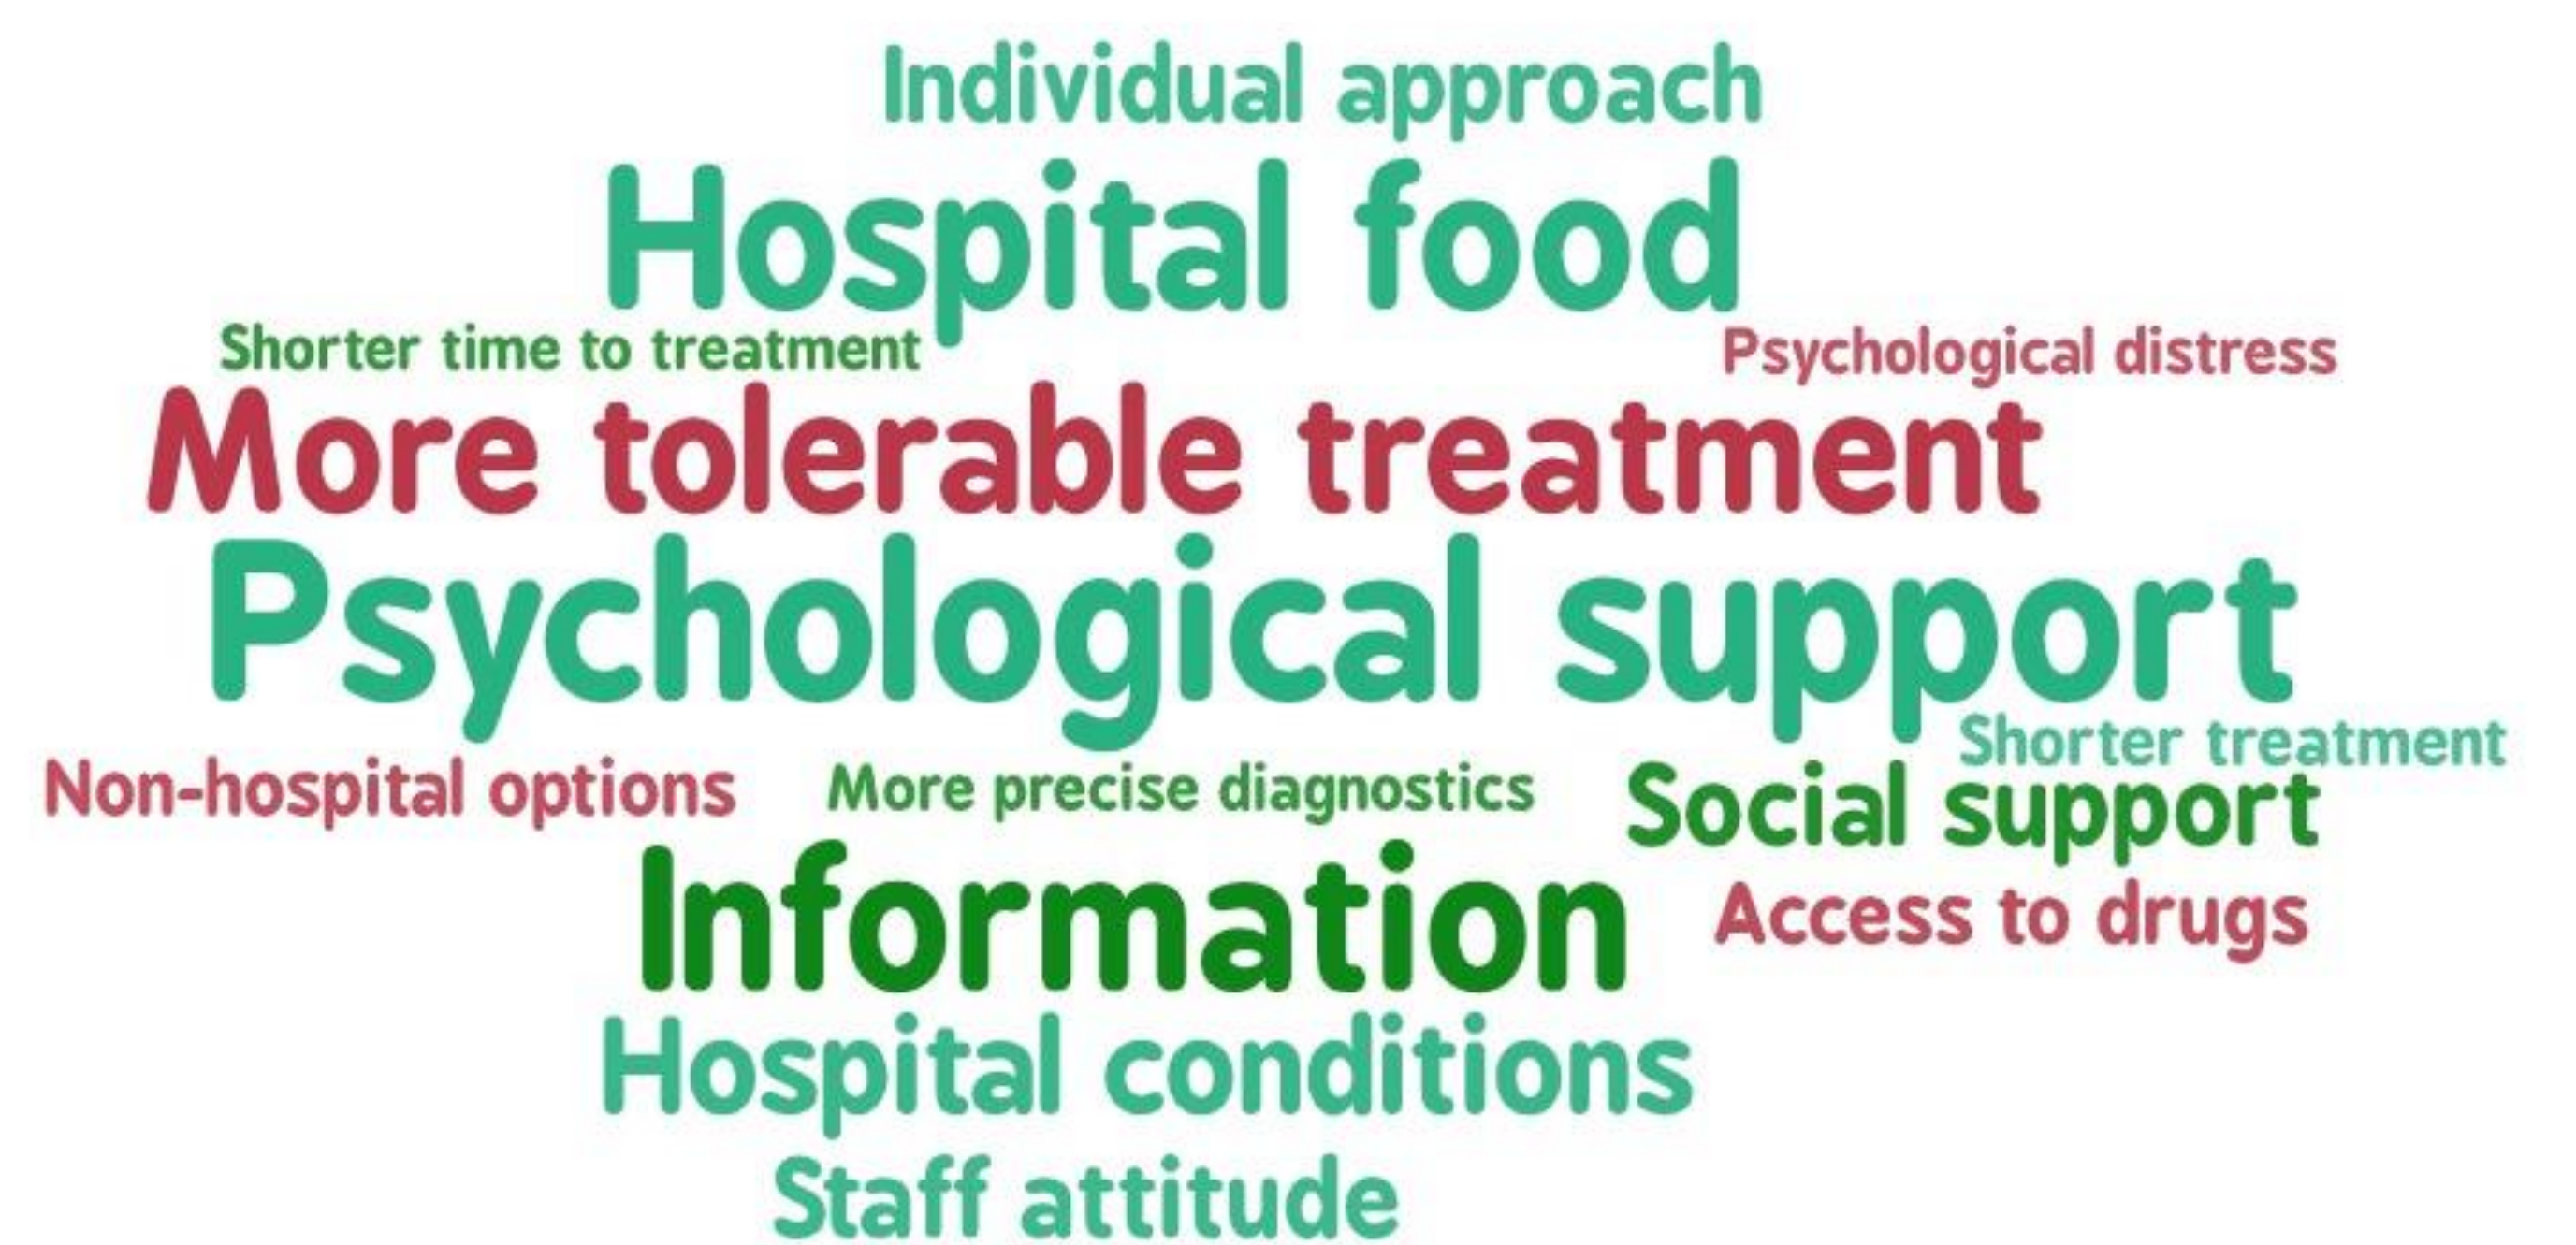 Individual approach
Hospital food
Shorter time to treatment
Psychological distress
More tolerable treatment
Psychological support
Shorter treatment
Non-hospital options
More precise diagnostics
Social support
Information
Access to drugs
Hospital conditions
Staff attitude